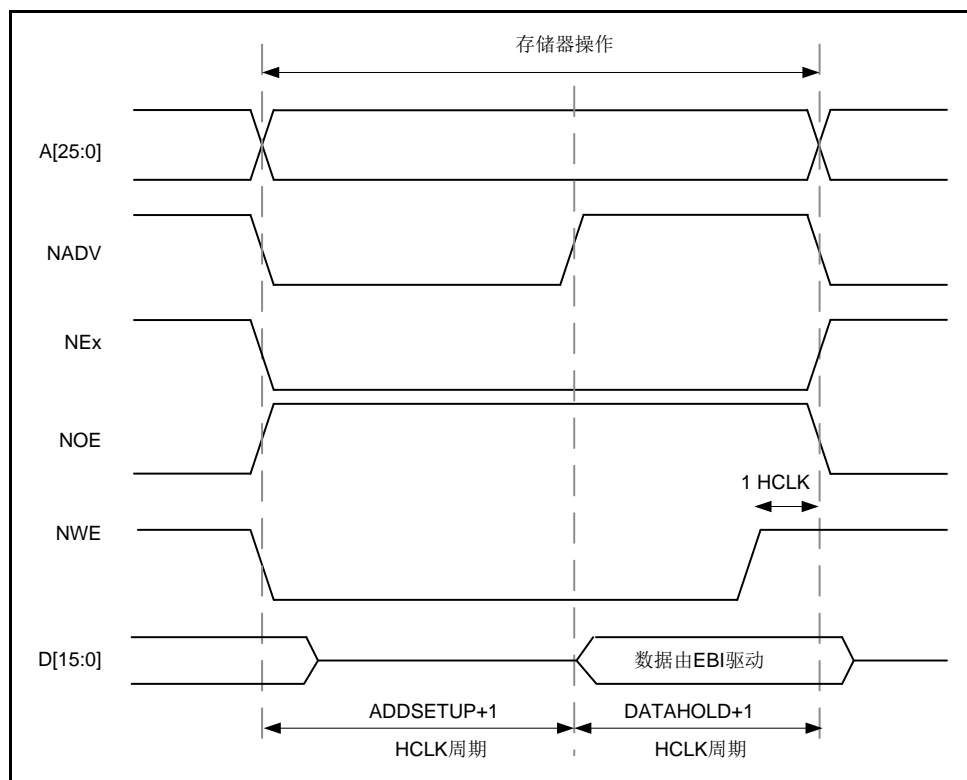 存储器操作
A[25:0]
NADV
NEx
NOE
1 HCLK
NWE
D[15:0]
数据由EBI驱动
ADDSETUP+1
DATAHOLD+1
HCLK周期
HCLK周期